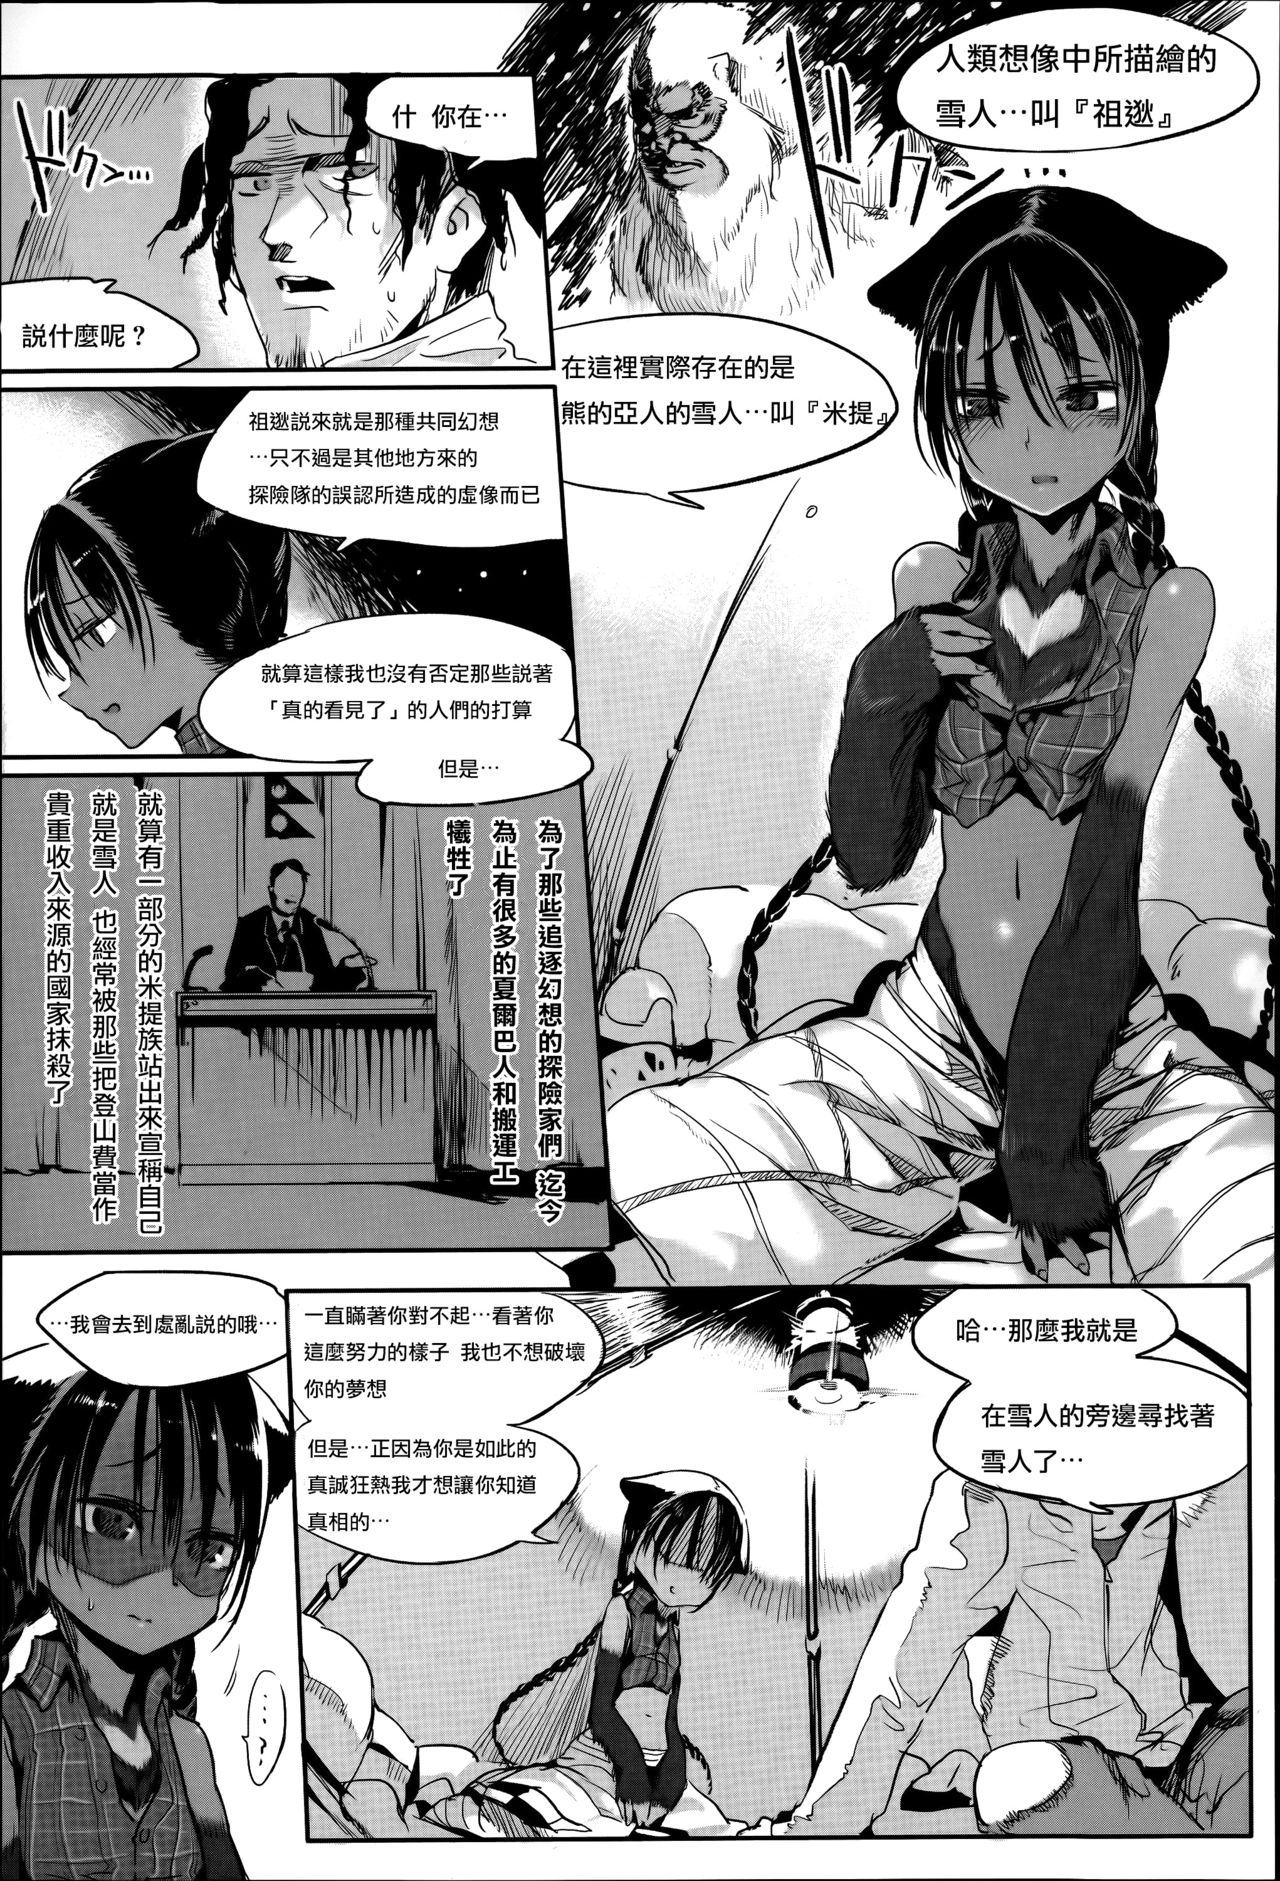 人類想像中所描繪的
雪人…叫『祖逖』
ドクン
在這裡實際存在的是
熊的亞人的雪人…叫『米提』
什 你在…
ドクン…
説什麼呢？
祖逖説來就是那種共同幻想
…只不過是其他地方來的
探險隊的誤認所造成的虛像而已
就算這樣我也沒有否定那些説著
「真的看見了」的人們的打算
但是…
為了那些追逐幻想的探險家們 迄今
為止有很多的夏爾巴人和搬運工
犧牲了
就算有一部分的米提族站出來宣稱自己
就是雪人 也經常被那些把登山費當作
貴重收入來源的國家抹殺了
哈…那麼我就是
在雪人的旁邊尋找著
雪人了…
一直瞞著你對不起…看著你
這麼努力的樣子 我也不想破壞
你的夢想
但是…正因為你是如此的
真誠狂熱我才想讓你知道
真相的…
…我會去到處亂説的哦…
……？